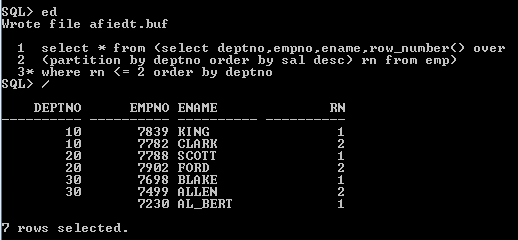 SQL> ed
Wrote file afiedt.buf
1 select * from (select deptno,empno,ename,row_number() over
2 (partition by deptno order by sal desc) rn from emp)
3* where rn <= 2 order by deptno
SQL> /
DEPTNO EMPNO ENAME RN
---------- ---------- ---------- ----------
10 7839 KING 1
10 7782 CLARK 2
20 7788 SCOTT 1
20 7902 FORD 2
30 7698 BLAKE 1
30 7499 ALLEN 2
7230 AL_BERT 1
7 rows selected.